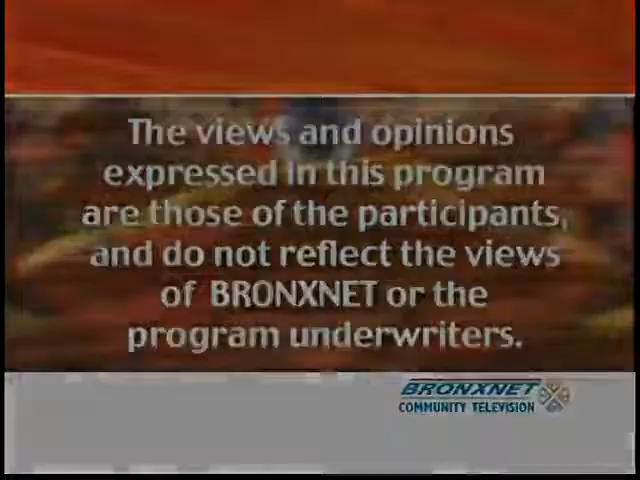 The views and opinions
expressed in this program
are those of the participants,
and do not reflect the views
of BRONXNET or the
program underwriters.
BRONXNET
COMMUNITY TELEVISION